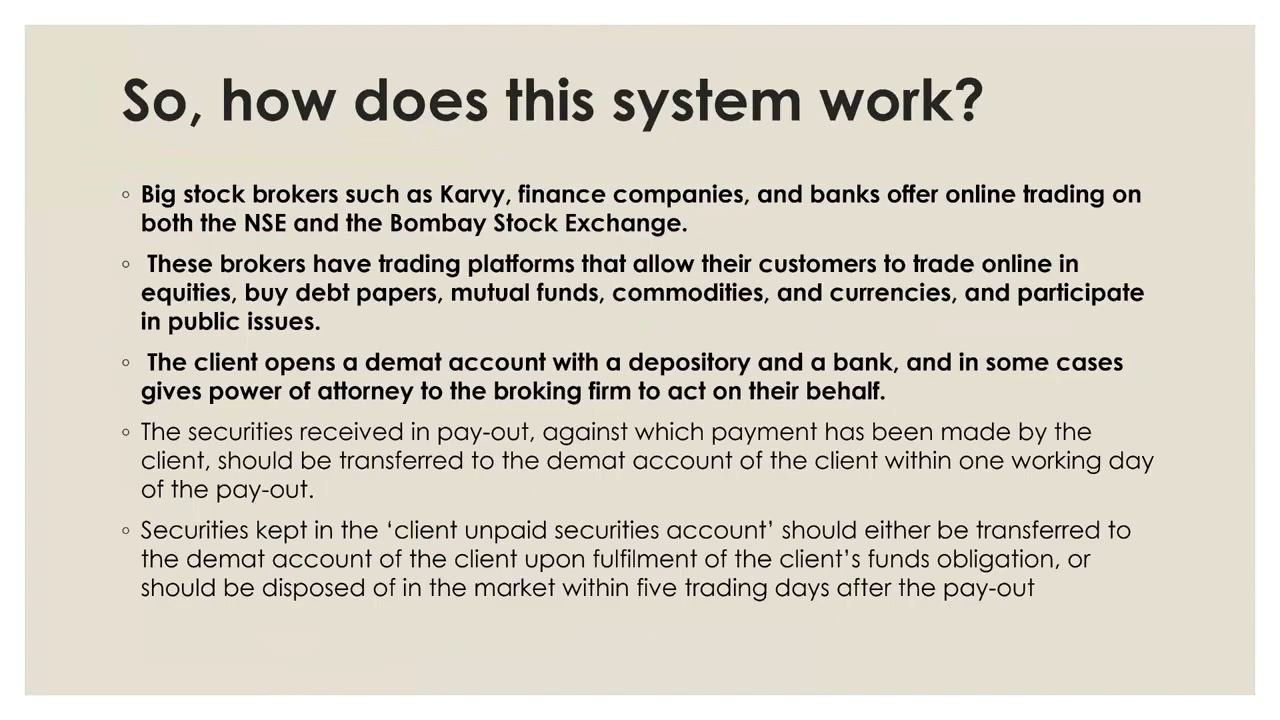 So, how does this system work?
◦ Big stock brokers such as Karvy, finance companies, and banks offer online trading on
both the NSE and the Bombay Stock Exchange.
◦ These brokers have trading platforms that allow their customers to trade online in
equities, buy debt papers, mutual funds, commodities, and currencies, and participate
in public issues.
◦ The client opens a demat account with a depository and a bank, and in some cases
gives power of attorney to the broking firm to act on their behalf.
◦ The securities received in pay-out, against which payment has been made by the
client, should be transferred to the demat account of the client within one working day
of the pay-out.
◦ Securities kept in the ‘client unpaid securities account’ should either be transferred to
the demat account of the client upon fulfilment of the client’s funds obligation, or
should be disposed of in the market within five trading days after the pay-out